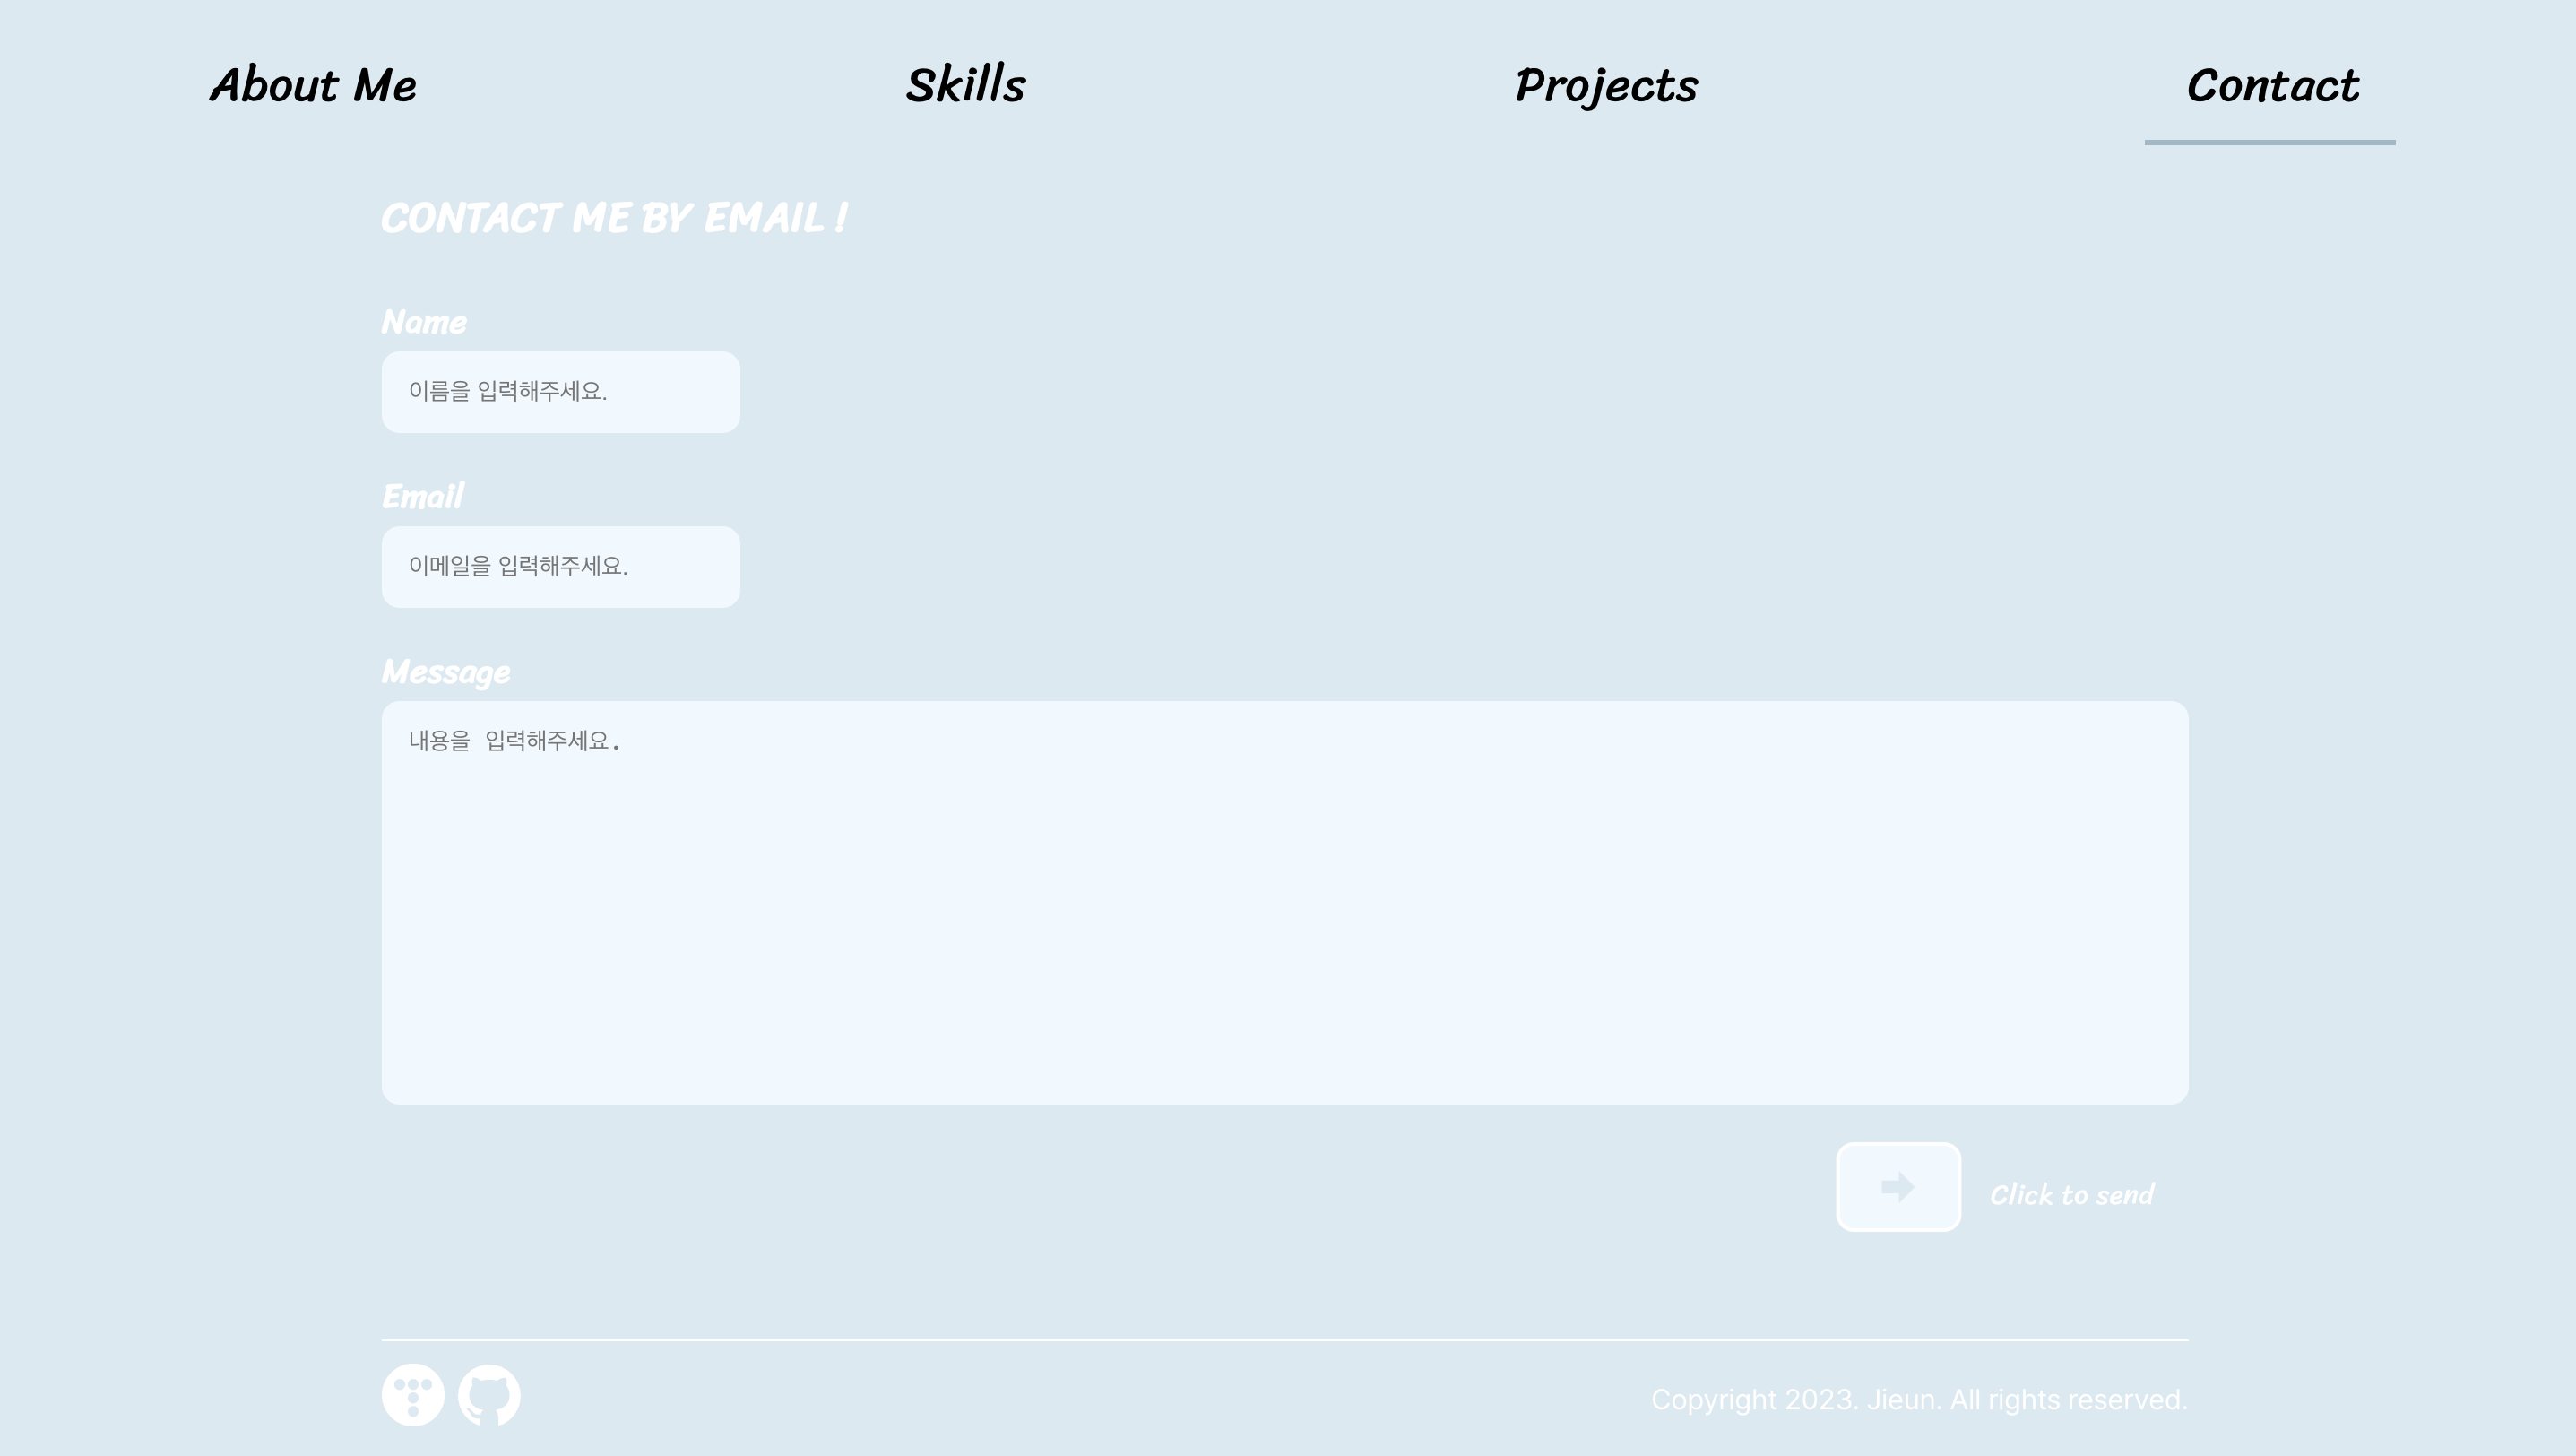 About Me
Skills
Projects
Contact
CONTACT ME BY EMAIL !
Name
이름을 입력해주세요.
Email
이메일을 입력해주세요.
Message
내용을 입력해주세요.
Click to send
Copyright 2023. Jieun. All rights reserved.